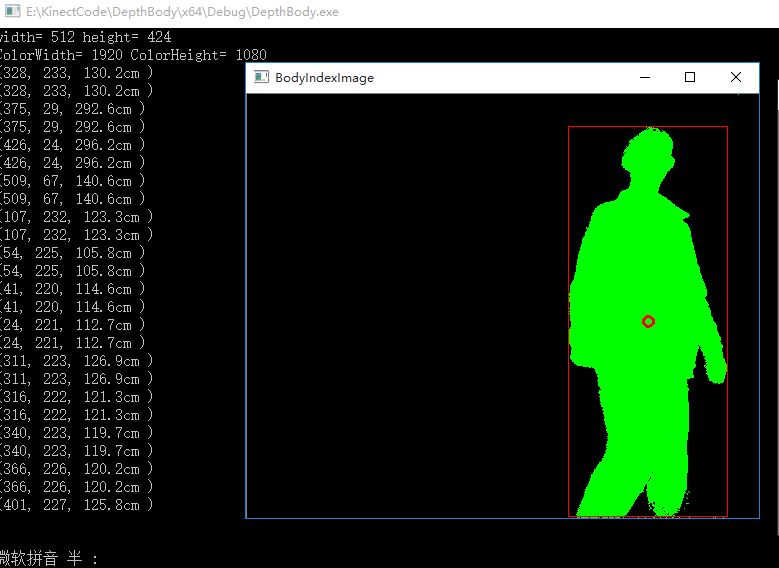 E:\KinectCode\DepthBody\x64\Debug\DepthBody.exe
width= 512 height= 424
ColorWidth= 1920 ColorHeight= 1080
BodyIndexImage
(328, 233, 130.2cm )
(328, 233, 130.2cm )
(375, 29, 292.6cm )
(375, 29, 292.6cm )
(426, 24, 296.2cm )
(426, 24, 296.2cm )
(509, 67, 140.6cm )
(509, 67, 140.6cm )
(107, 232, 123.3cm )
(107, 232, 123.3cm )
(54, 225, 105.8cm )
(54, 225, 105.8cm )
(41, 220, 114.6cm )
(41, 220, 114.6cm )
(24, 221, 112.7cm )
(24, 221, 112.7cm )
(311, 223, 126.9cm )
(311, 223, 126.9cm )
(316, 222, 121.3cm )
(316, 222, 121.3cm )
(340, 223, 119.7cm )
(340, 223, 119.7cm )
(366, 226, 120.2cm )
(366, 226, 120.2cm )
(401, 227, 125.8cm )
微软拼音 半 :